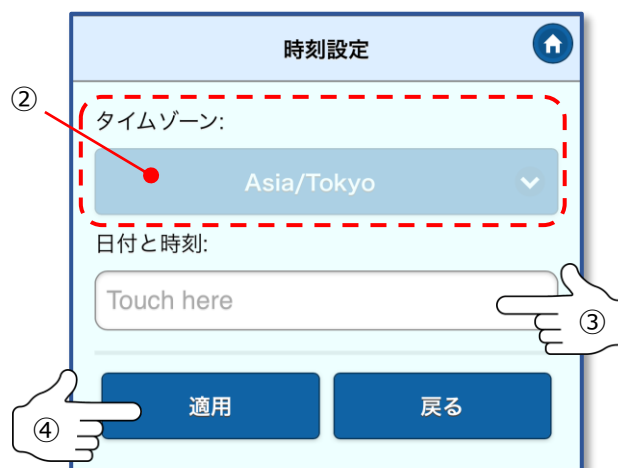 時刻設定
②
タイムゾーン:
Asia/Tokyo
日付と時刻:
Touch here
③
適用
戻る
④